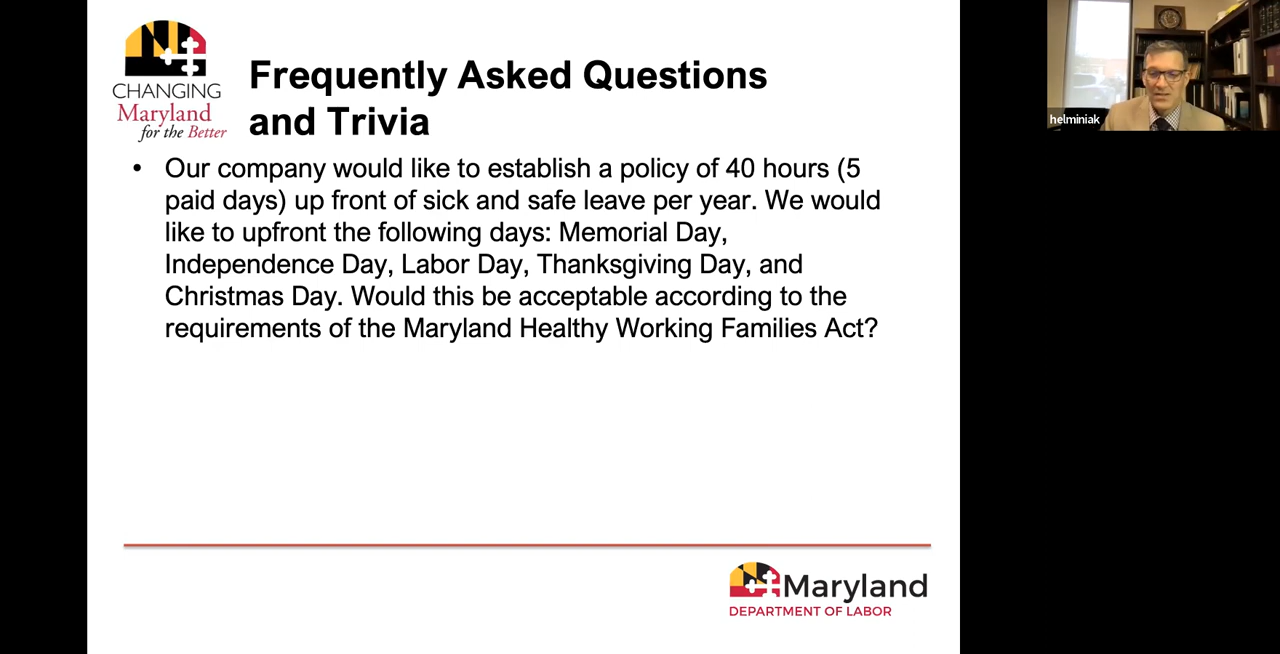 CHANGING
Maryland
for the Better
Frequently Asked Questions
and Trivia
• Our company would like to establish a policy of 40 hours (5
paid days) up front of sick and safe leave per year. We would
like to upfront the following days: Memorial Day,
Independence Day, Labor Day, Thanksgiving Day, and
Christmas Day. Would this be acceptable according to the
requirements of the Maryland Healthy Working Families Act?
Maryland
DEPARTMENT OF LABOR
helminiak